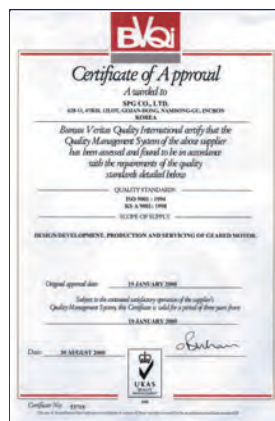 BVQi
Certificate of Approval
Awarded to
SPG CO., LTD.
KOREA
Bureau Veritas Quality International certify that the
Quality Management System of the above supplier
has been assessed and found to be in accordance
with the requirements of the quality
standards detailed below
QUALITY STANDARDS
ISO 9001 : 1994
KS A 9001: 1998
SCOPE OF SUPPLY
DESIGN/DEVELOPMENT, PRODUCTION AND SERVICING OF GEARED MOTOR.
Original approval date:
19 JANUARY 2000
Subject to the continued satisfactory operation of the supplier's
Quality Management System, this Certificate is valid for a period of three years from:
19 JANUARY 2000
Date: 30 AUGUST 2000
UKAS
QUALITY
MANAGEMENT
Certificate No: